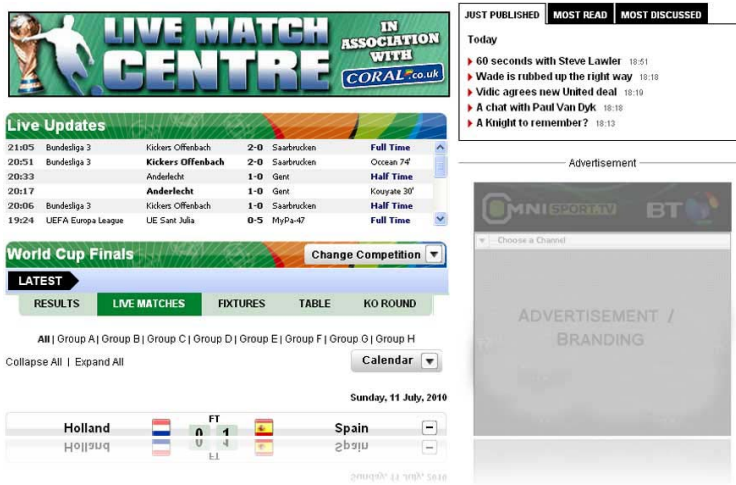 LIVE MATCH CENTRE
IN ASSOCIATION WITH
CORAL.co.uk
JUST PUBLISHED MOST READ MOST DISCUSSED
Today
60 seconds with Steve Lawler 18:51
Wade is rubbed up the right way 18:18
Vidic agrees new United deal 18:19
A chat with Paul Van Dyk 18:18
A Knight to remember? 18:13
Live Updates
21:05 Bundesliga 3 Kickers Offenbach 2-0 Saarbrucken Full Time
20:51 Bundesliga 3 Kickers Offenbach 2-0 Saarbrucken Occean 74'
20:33 Anderlecht 1-0 Gent Half Time
20:17 Anderlecht 1-0 Gent Kouyate 30'
20:06 Bundesliga 3 Kickers Offenbach 1-0 Saarbrucken Half Time
19:24 UEFA Europa League UE Sant Julia 0-5 MyPa-47 Full Time
Advertisement
OMNISPORT.TV BT
Choose a Channel
ADVERTISEMENT /
BRANDING
World Cup Finals Change Competition
LATEST
RESULTS LIVE MATCHES FIXTURES TABLE KO ROUND
All | Group A | Group B | Group C | Group D | Group E | Group F | Group G | Group H
Collapse All | Expand All Calendar
Sunday, 11 July, 2010
FT
Holland 0 1 Spain